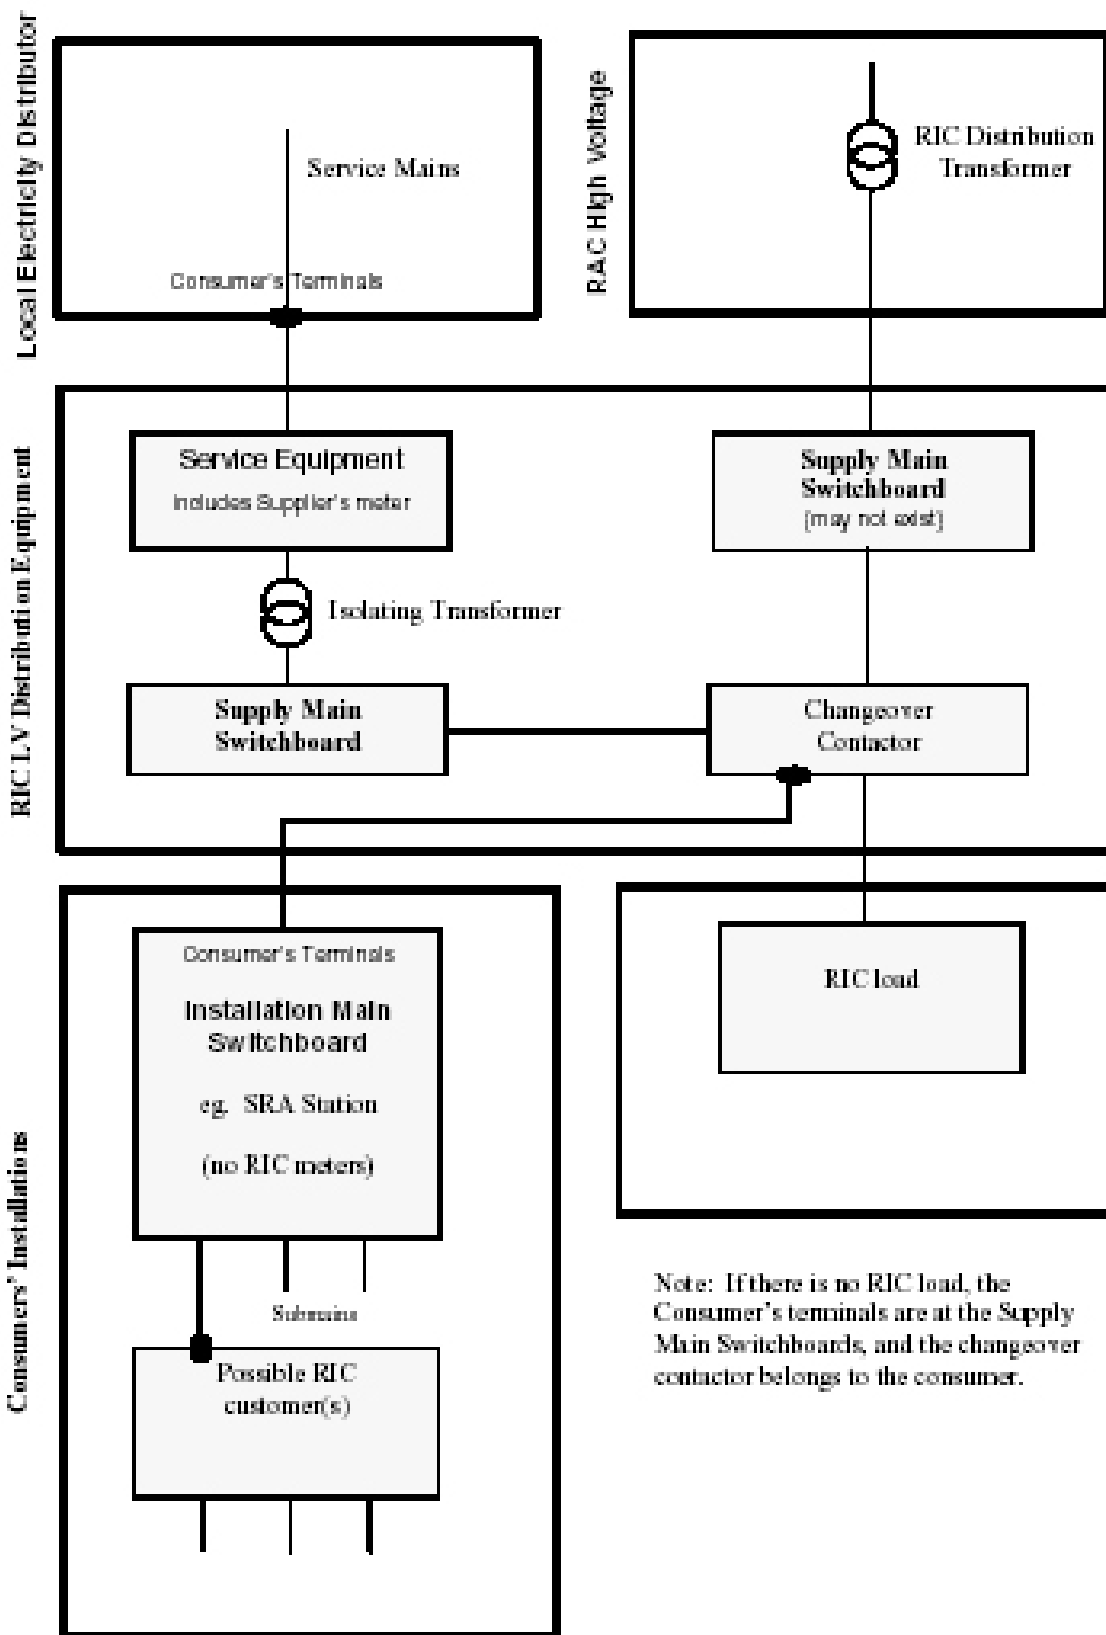 Local Electricity Distributor
Service Mains
Consumer's Terminals
RAC High Voltage
RIC Distribution
Transformer
RIC LV Distribution Equipment
Service Equipment
Includes Supplier's meter
Supply Main
Switchboard
(may not exist)
Isolating Transformer
Supply Main
Switchboard
Changeover
Contactor
Consumers' Installations
Consumer's Terminals
Installation Main
Switchboard
eg. SRA Station
(no RIC meters)
Submains
Possible RIC
customer(s)
RIC load
Note: If there is no RIC load, the
Consumer's terminals are at the Supply
Main Switchboards, and the changeover
contactor belongs to the consumer.